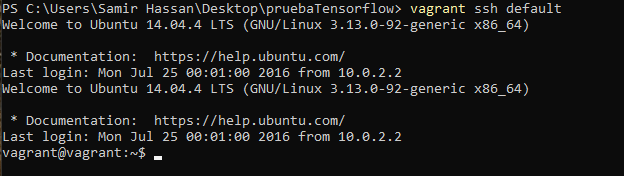 PS C:\Users\Samir Hassan\Desktop\pruebaTensorflow> vagrant ssh default
Welcome to Ubuntu 14.04.4 LTS (GNU/Linux 3.13.0-92-generic x86_64)

 * Documentation:  https://help.ubuntu.com/
Last login: Mon Jul 25 00:01:00 2016 from 10.0.2.2
Welcome to Ubuntu 14.04.4 LTS (GNU/Linux 3.13.0-92-generic x86_64)

 * Documentation:  https://help.ubuntu.com/
Last login: Mon Jul 25 00:01:00 2016 from 10.0.2.2
vagrant@vagrant:~$